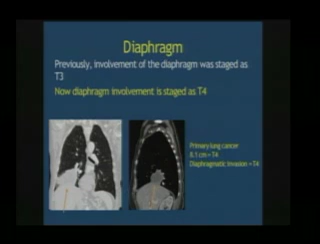 Diaphragm
Previously, involvement of the diaphragm was staged as
T3
Now diaphragm involvement is staged as T4
Primary lung cancer
8.1 cm = T4
Diaphragmatic invasion = T4